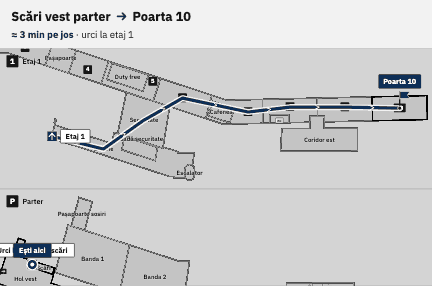 Scări vest parter → Poarta 10
≈ 3 min pe jos · urci la etaj 1
1 Etaj 1
Pașapoarte
4
Duty free
5
Poarta 10
Cafenea
Etaj 1
Securitate
Coridor est
Escalator
P Parter
Pașapoarte sosiri
Urci
Ești aici
scări
Banda 1
Banda 2
Hol vest